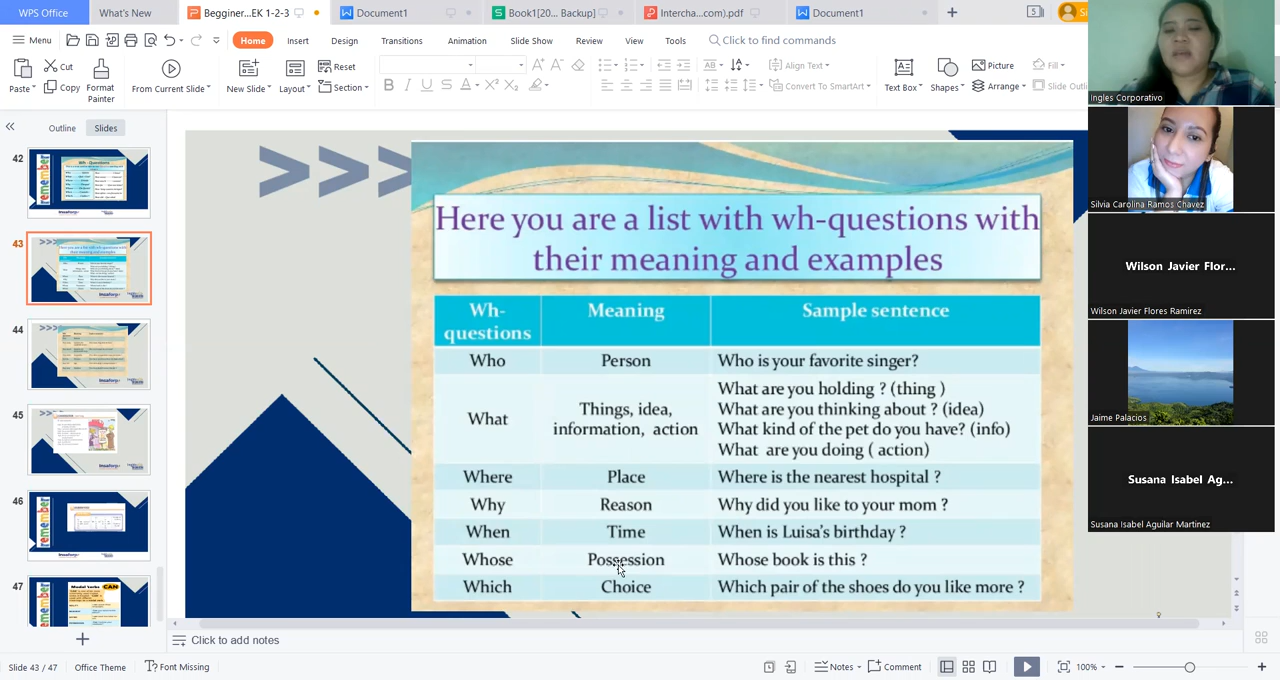 WPS Office
What's New
Begginer...EK 1-2-3
Document1
Book1[20... Backup]
Intercha...com).pdf
Document1
Menu
Home
Insert
Design
Transitions
Animation
Slide Show
Review
View
Tools
Click to find commands
Paste
Cut
Copy
Format Painter
From Current Slide
New Slide
Layout
Reset
Section
Align Text
Convert To SmartArt
Text Box
Shapes
Picture
Arrange
Fill
Slide Outli
Outline
Slides
42
43
44
45
46
47
Here you are a list with wh-questions with
their meaning and examples
Wh-questions Meaning Sample sentence
Who Person Who is your favorite singer?
What Things, idea, information, action
What are you holding ? (thing )
What are you thinking about ? (idea)
What kind of the pet do you have? (info)
What are you doing ( action)
Where Place Where is the nearest hospital ?
Why Reason Why did you like to your mom ?
When Time When is Luisa's birthday ?
Whose Possession Whose book is this ?
Which Choice Which pair of the shoes do you like more ?
Ingles Corporativo
Silvia Carolina Ramos Chavez
Wilson Javier Flor...
Wilson Javier Flores Ramirez
Jaime Palacios
Susana Isabel Ag...
Susana Isabel Aguilar Martinez
Click to add notes
Slide 43 / 47
Office Theme
Font Missing
Notes
Comment
100%